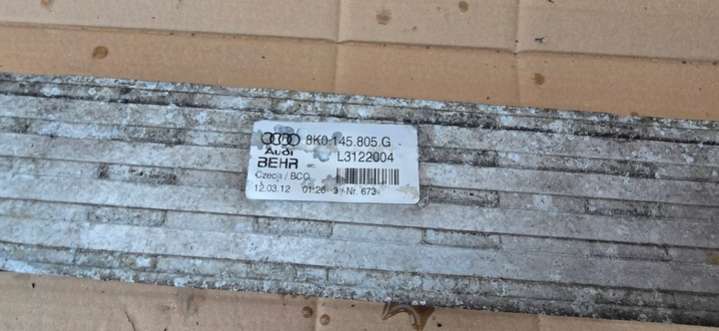 8K0.145.805.G
Audi
BEHR L3122004
Czech / BCO
12.03.12 01:26 Nr. 673